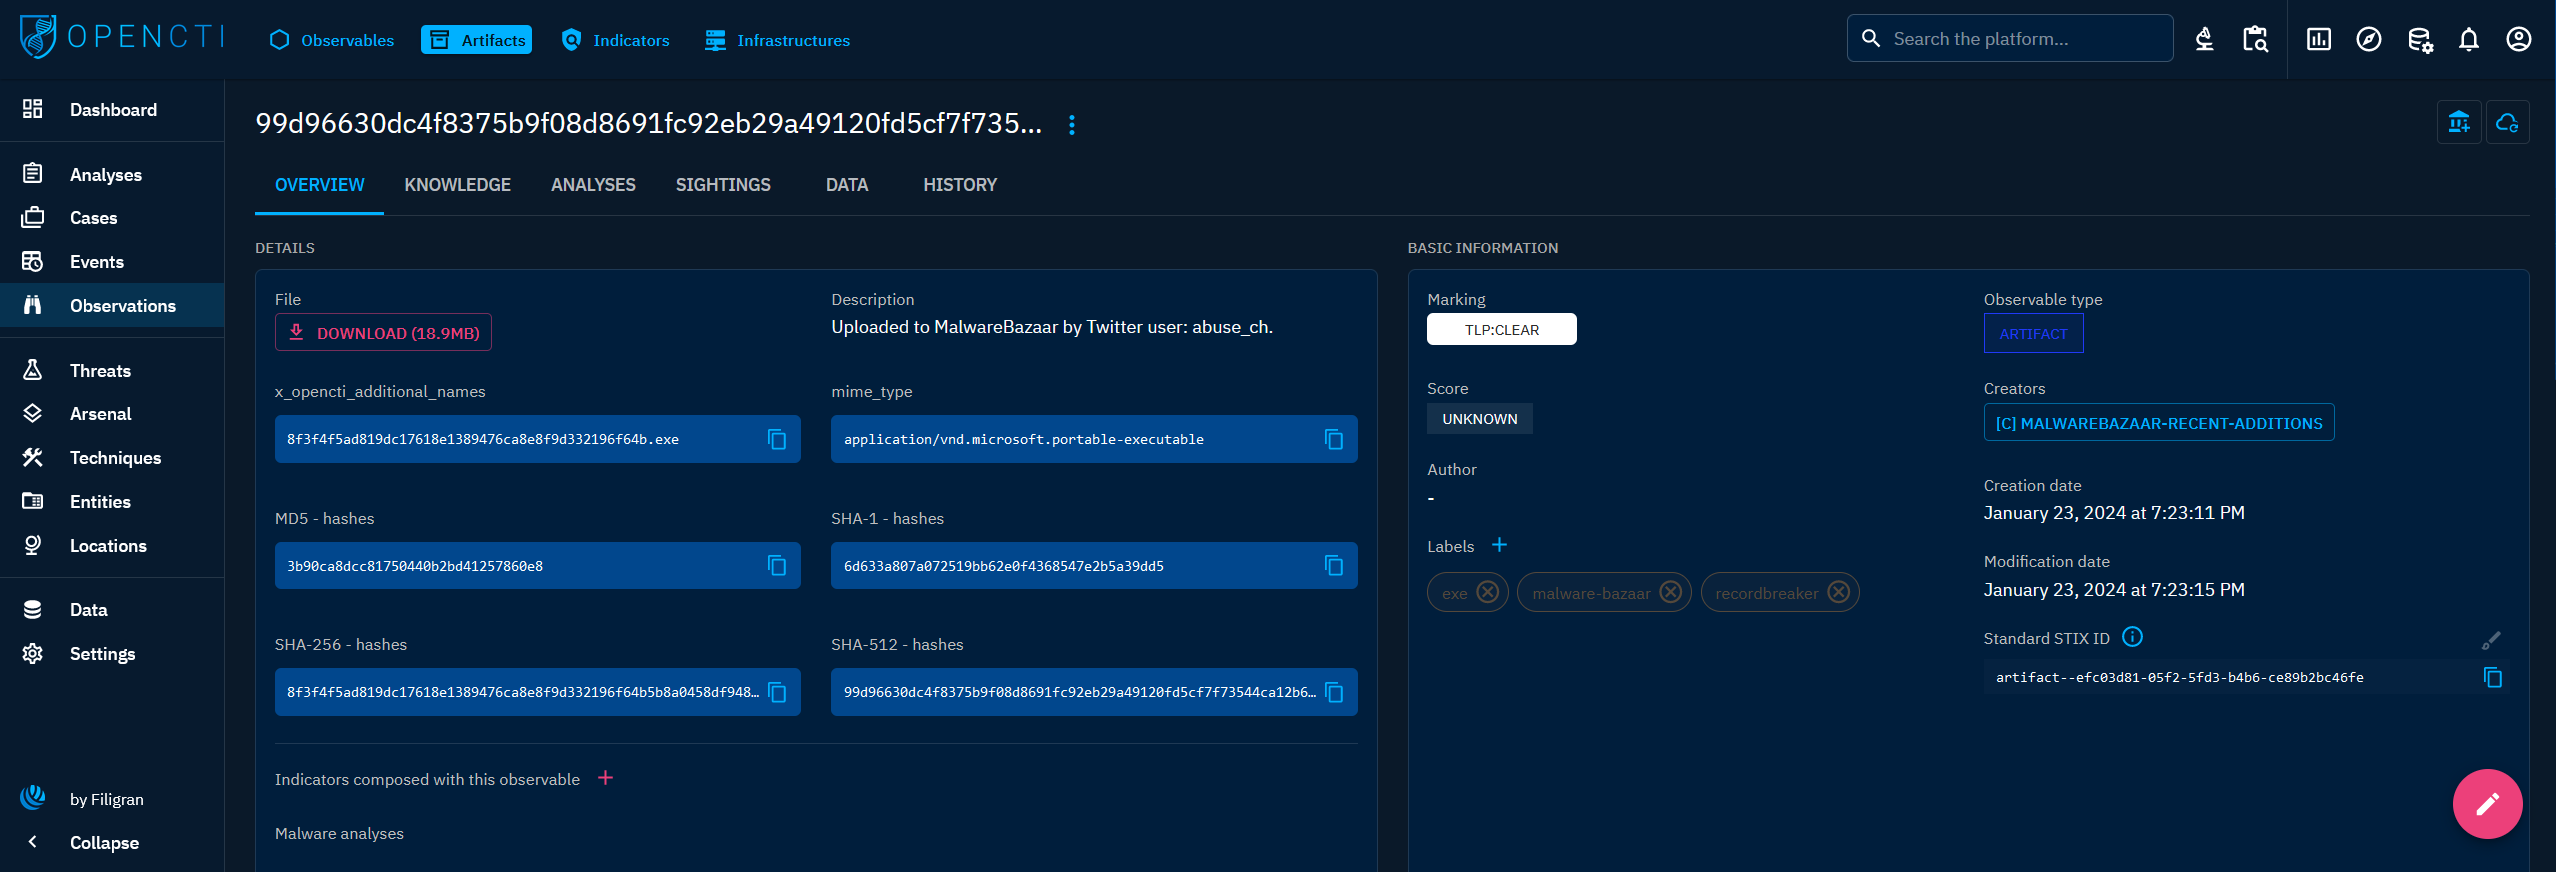 OPENCTI
Observables
Artifacts
Indicators
Infrastructures
Search the platform...
Dashboard
Analyses
Cases
Events
Observations
Threats
Arsenal
Techniques
Entities
Locations
Data
Settings
by Filigran
Collapse
99d96630dc4f8375b9f08d8691fc92eb29a49120fd5cf7f735...
OVERVIEW
KNOWLEDGE
ANALYSES
SIGHTINGS
DATA
HISTORY
DETAILS
File
DOWNLOAD (18.9MB)
Description
Uploaded to MalwareBazaar by Twitter user: abuse_ch.
x_opencti_additional_names
8f3f4f5ad819dc17618e1389476ca8e8f9d332196f64b.exe
mime_type
application/vnd.microsoft.portable-executable
MD5 - hashes
3b90ca8dcc81750440b2bd41257860e8
SHA-1 - hashes
6d633a807a072519bb62e0f4368547e2b5a39dd5
SHA-256 - hashes
8f3f4f5ad819dc17618e1389476ca8e8f9d332196f64b5b8a0458df948...
SHA-512 - hashes
99d96630dc4f8375b9f08d8691fc92eb29a49120fd5cf7f73544ca12b6...
Indicators composed with this observable
Malware analyses
BASIC INFORMATION
Marking
TLP:CLEAR
Observable type
ARTIFACT
Score
UNKNOWN
Creators
[C] MALWAREBAZAAR-RECENT-ADDITIONS
Author
-
Creation date
January 23, 2024 at 7:23:11 PM
Labels
exe
malware-bazaar
recordbreaker
Modification date
January 23, 2024 at 7:23:15 PM
Standard STIX ID
artifact--efc03d81-05f2-5fd3-b4b6-ce89b2bc46fe